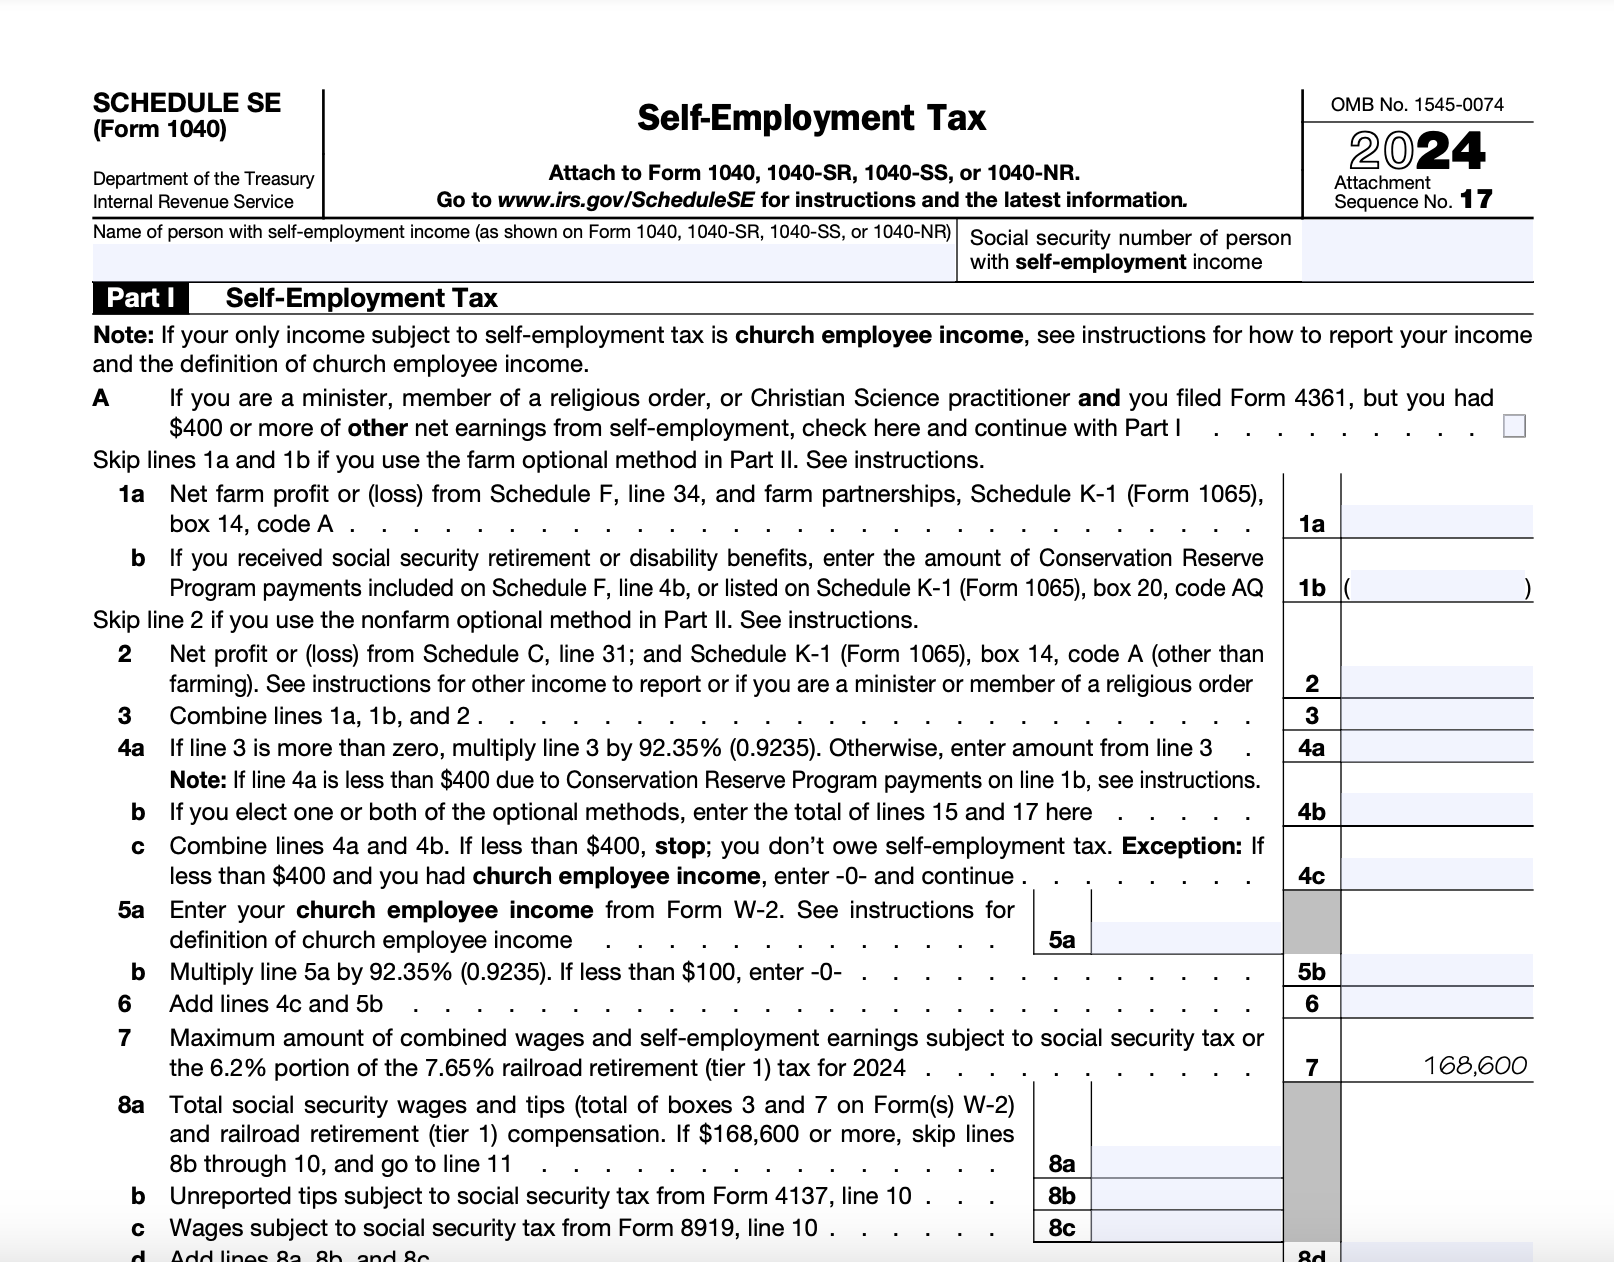 SCHEDULE SE
(Form 1040)
Department of the Treasury
Internal Revenue Service
Self-Employment Tax
Attach to Form 1040, 1040-SR, 1040-SS, or 1040-NR.
Go to www.irs.gov/ScheduleSE for instructions and the latest information.
OMB No. 1545-0074
2024
Attachment
Sequence No. 17
Name of person with self-employment income (as shown on Form 1040, 1040-SR, 1040-SS, or 1040-NR)
Social security number of person
with self-employment income
Part I Self-Employment Tax
Note: If your only income subject to self-employment tax is church employee income, see instructions for how to report your income
and the definition of church employee income.
A If you are a minister, member of a religious order, or Christian Science practitioner and you filed Form 4361, but you had
$400 or more of other net earnings from self-employment, check here and continue with Part I . . . . . . . . .
Skip lines 1a and 1b if you use the farm optional method in Part II. See instructions.
1a Net farm profit or (loss) from Schedule F, line 34, and farm partnerships, Schedule K-1 (Form 1065),
box 14, code A . . . . . . . . . . . . . . . . . . . . . . . . . . . . . 1a
b If you received social security retirement or disability benefits, enter the amount of Conservation Reserve
Program payments included on Schedule F, line 4b, or listed on Schedule K-1 (Form 1065), box 20, code AQ 1b ( )
Skip line 2 if you use the nonfarm optional method in Part II. See instructions.
2 Net profit or (loss) from Schedule C, line 31; and Schedule K-1 (Form 1065), box 14, code A (other than
farming). See instructions for other income to report or if you are a minister or member of a religious order 2
3 Combine lines 1a, 1b, and 2 . . . . . . . . . . . . . . . . . . . . . . . . . 3
4a If line 3 is more than zero, multiply line 3 by 92.35% (0.9235). Otherwise, enter amount from line 3 . 4a
Note: If line 4a is less than $400 due to Conservation Reserve Program payments on line 1b, see instructions.
b If you elect one or both of the optional methods, enter the total of lines 15 and 17 here . . . . . 4b
c Combine lines 4a and 4b. If less than $400, stop; you don't owe self-employment tax. Exception: If
less than $400 and you had church employee income, enter -0- and continue . . . . . . . . 4c
5a Enter your church employee income from Form W-2. See instructions for
definition of church employee income . . . . . . . . . . . . . 5a
b Multiply line 5a by 92.35% (0.9235). If less than $100, enter -0- . . . . . . . . . . . . . 5b
6 Add lines 4c and 5b . . . . . . . . . . . . . . . . . . . . . . . . . . . 6
7 Maximum amount of combined wages and self-employment earnings subject to social security tax or
the 6.2% portion of the 7.65% railroad retirement (tier 1) tax for 2024 . . . . . . . . . . . 7 168,600
8a Total social security wages and tips (total of boxes 3 and 7 on Form(s) W-2)
and railroad retirement (tier 1) compensation. If $168,600 or more, skip lines
8b through 10, and go to line 11 . . . . . . . . . . . . . . . 8a
b Unreported tips subject to social security tax from Form 4137, line 10 . . . 8b
c Wages subject to social security tax from Form 8919, line 10 . . . . . . 8c
d Add lines 8a, 8b, and 8c 8d